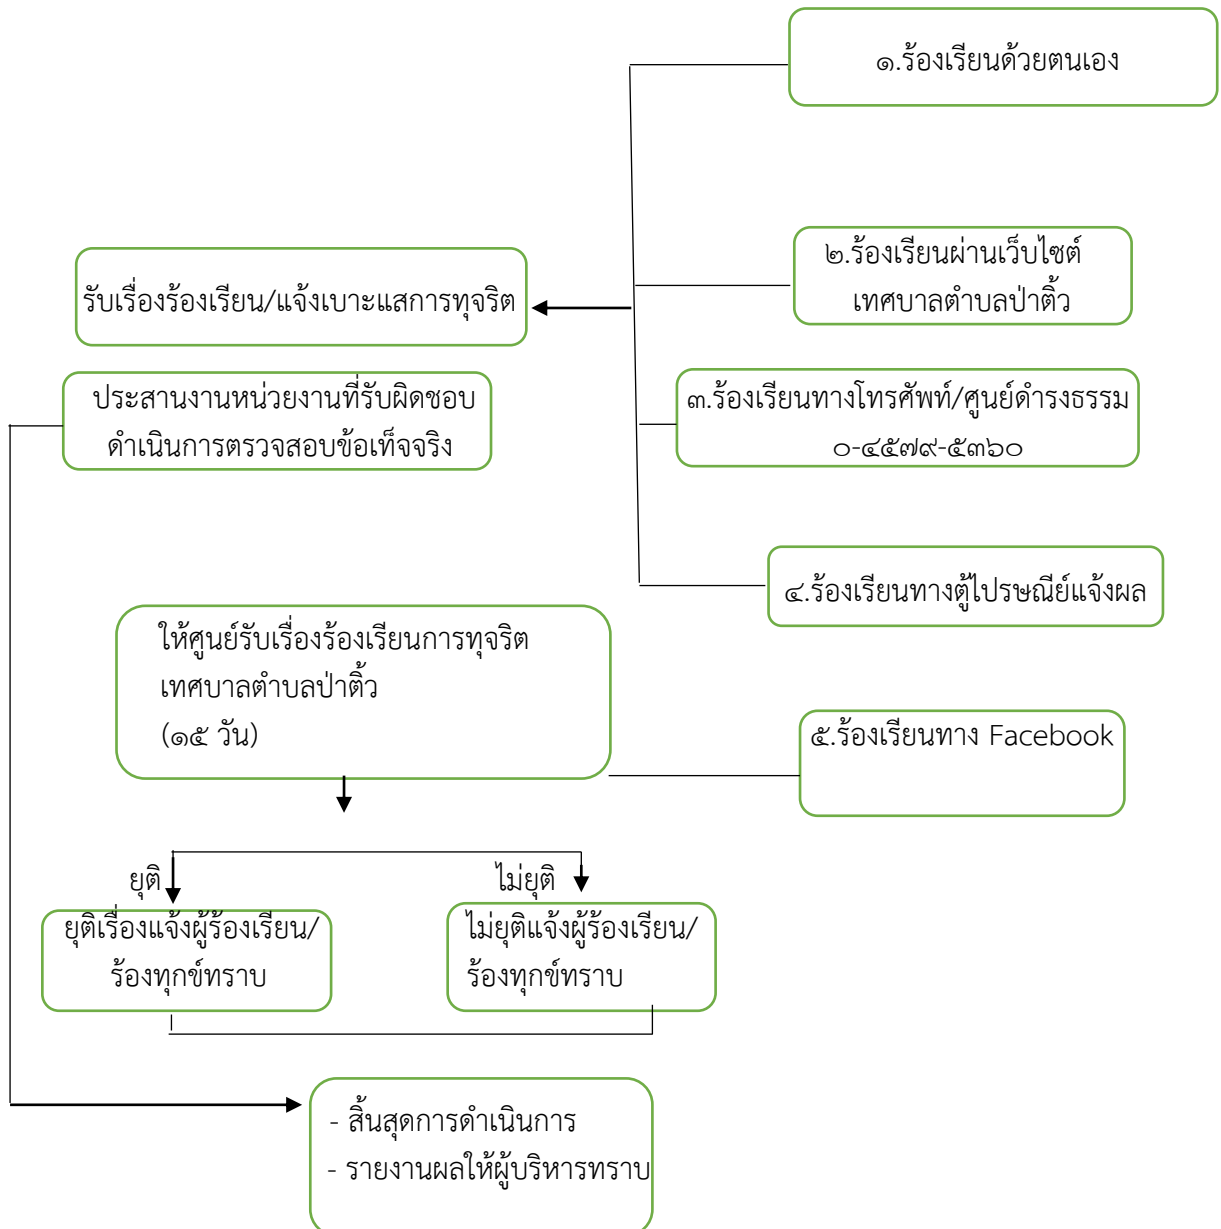 ๑.ร้องเรียนด้วยตนเอง
๒.ร้องเรียนผ่านเว็บไซต์
เทศบาลตำบลป่าติ้ว
รับเรื่องร้องเรียน/แจ้งเบาะแสการทุจริต
ประสานงานหน่วยงานที่รับผิดชอบ
ดำเนินการตรวจสอบข้อเท็จจริง
๓.ร้องเรียนทางโทรศัพท์/ศูนย์ดำรงธรรม
๐-๔๕๗๙-๕๓๖๐
๔.ร้องเรียนทางตู้ไปรษณีย์แจ้งผล
ให้ศูนย์รับเรื่องร้องเรียนการทุจริต
เทศบาลตำบลป่าติ้ว
(๑๕ วัน)
๕.ร้องเรียนทาง Facebook
ยุติ
ไม่ยุติ
ยุติเรื่องแจ้งผู้ร้องเรียน/
ร้องทุกข์ทราบ
ไม่ยุติแจ้งผู้ร้องเรียน/
ร้องทุกข์ทราบ
- สิ้นสุดการดำเนินการ
- รายงานผลให้ผู้บริหารทราบ